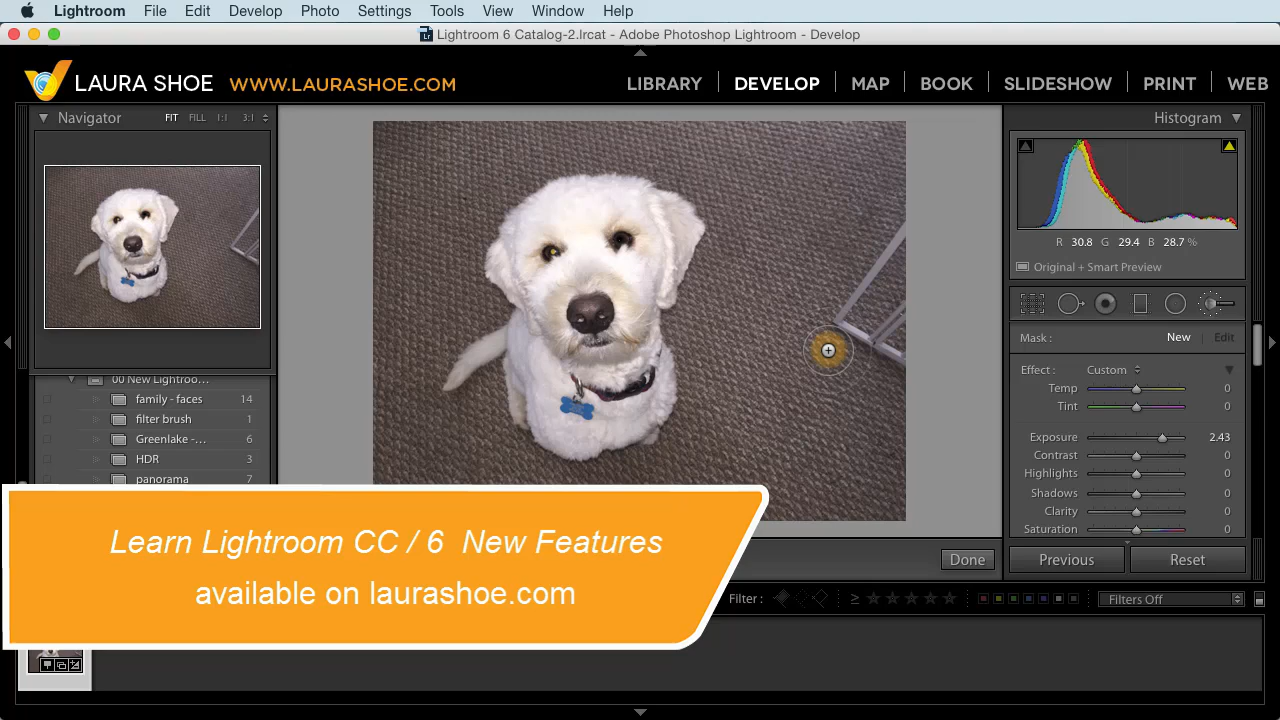 Lightroom File Edit Develop Photo Settings Tools View Window Help
Lightroom 6 Catalog-2.lrcat - Adobe Photoshop Lightroom - Develop
LAURA SHOE WWW.LAURASHOE.COM
LIBRARY DEVELOP MAP BOOK SLIDESHOW PRINT WEB
Navigator FIT FILL 1:1 3:1
Histogram
R 30.8 G 29.4 B 28.7 %
Original + Smart Preview
Mask : New Edit
Effect : Custom
Temp 0
Tint 0
Exposure 2.43
Contrast 0
Highlights 0
Shadows 0
Clarity 0
Saturation 0
00 New Lightroo...
family - faces 14
filter brush 1
Greenlake -... 6
HDR 3
panorama 7
Learn Lightroom CC / 6 New Features
available on laurashoe.com
Done
Previous Reset
Filter : ≥ Filters Off